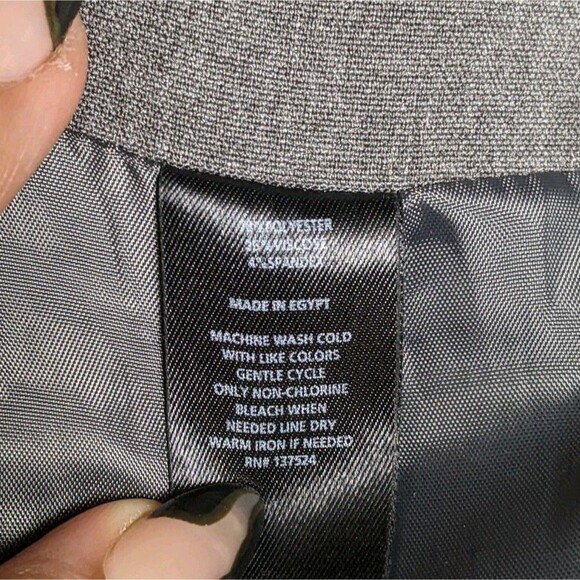 POLYESTER
VISCOSE
4%SPANDEX
MADE IN EGYPT
MACHINE WASH COLD
WITH LIKE COLORS
GENTLE CYCLE
ONLY NON-CHLORINE
BLEACH WHEN
NEEDED LINE DRY
WARM IRON IF NEEDED
RN# 137524